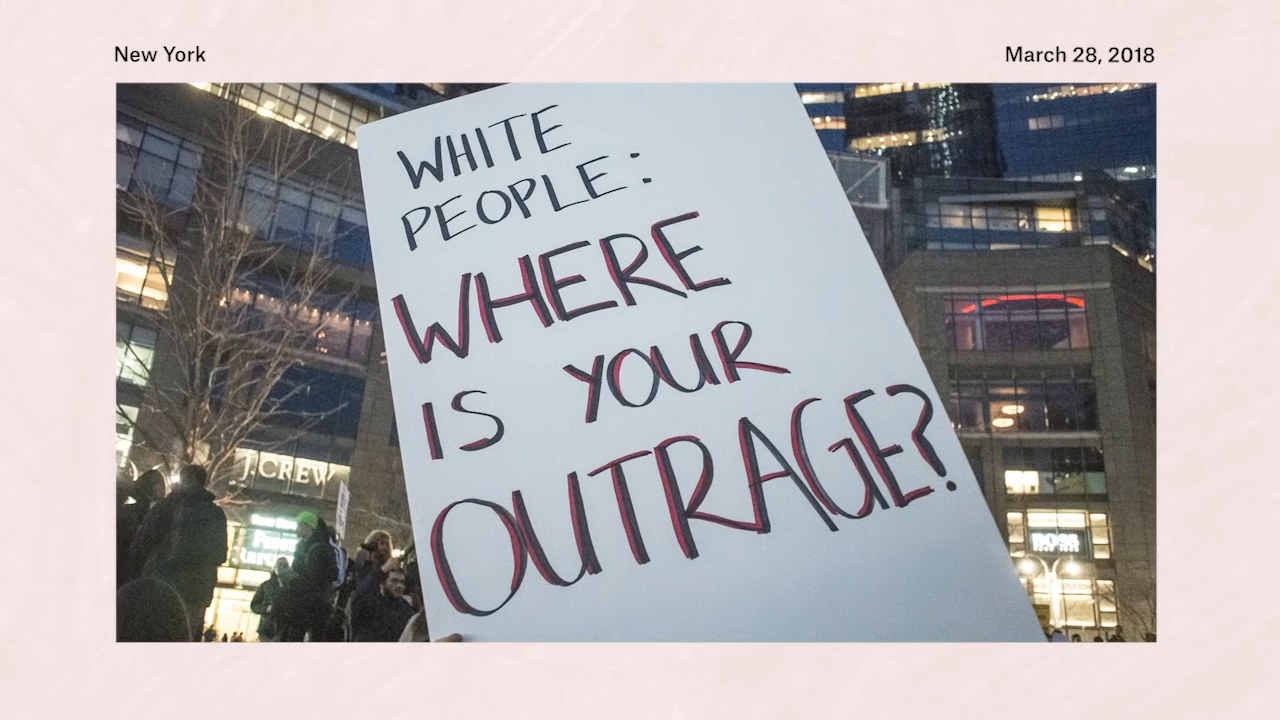 New York
March 28, 2018
WHITE
PEOPLE:
WHERE
IS YOUR
OUTRAGE?
J.CREW
BOSS